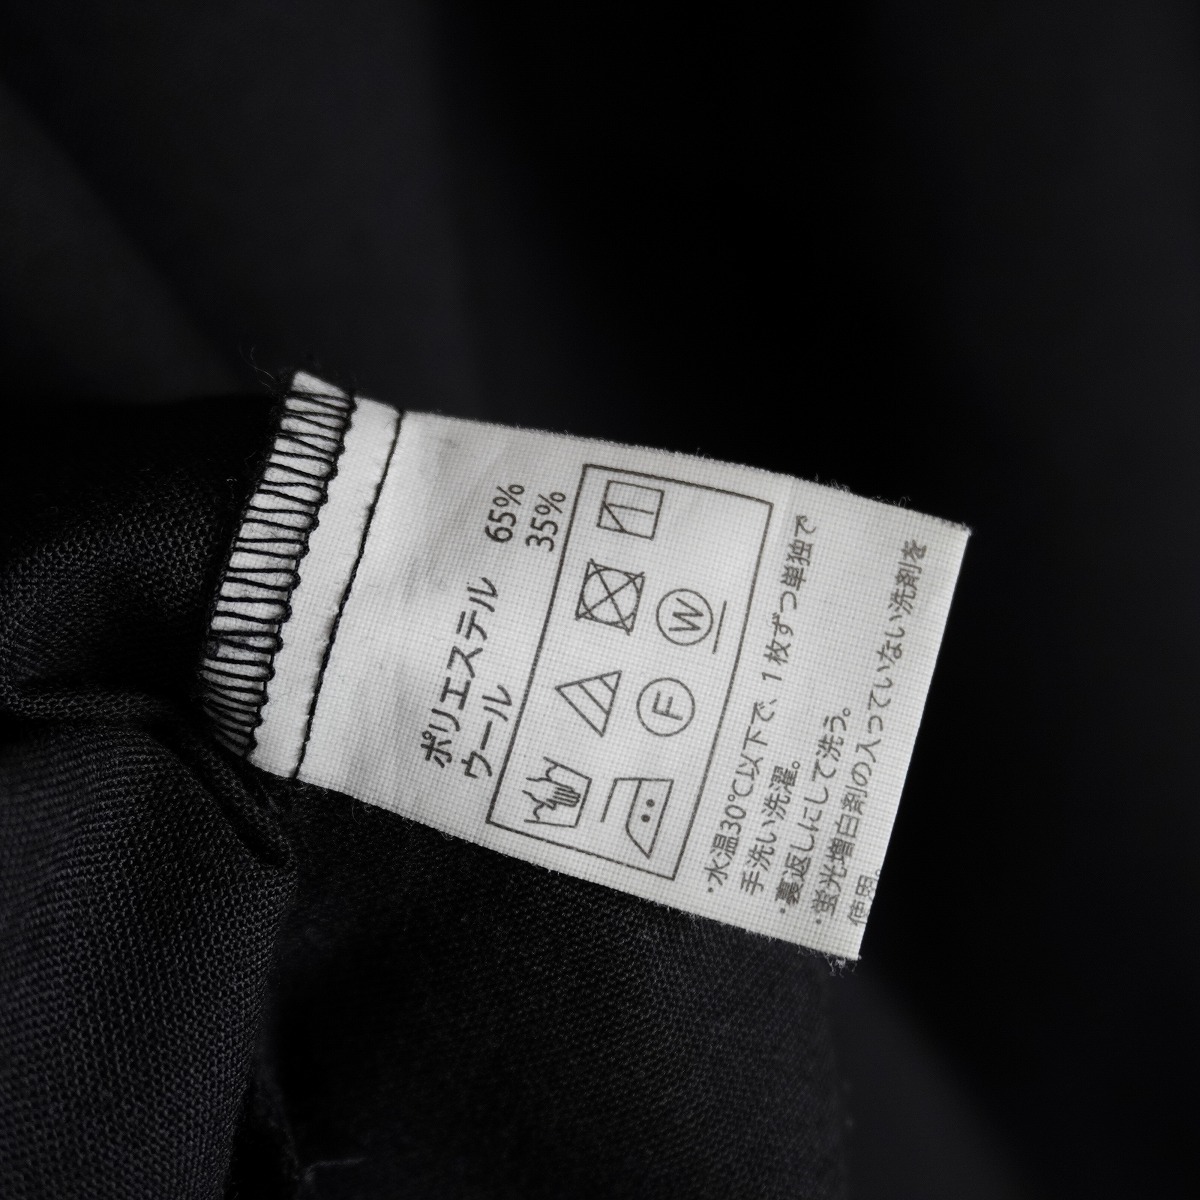 ポリエステル 65%
ウール 35%
W
F
・水温30℃以下で、1枚ずつ単独で
手洗い洗濯。
・裏返しにして洗う。
・蛍光増白剤の入っていない洗剤を
使用。